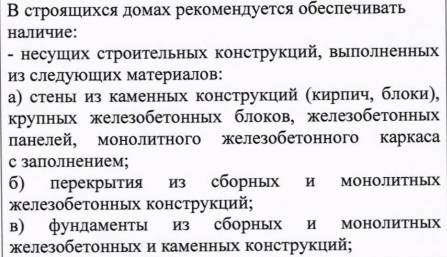 В строящихся домах рекомендуется обеспечивать
наличие:
- несущих строительных конструкций, выполненных
из следующих материалов:
а) стены из каменных конструкций (кирпич, блоки),
крупных железобетонных блоков, железобетонных
панелей, монолитного железобетонного каркаса
с заполнением;
б) перекрытия из сборных и монолитных
железобетонных конструкций;
в) фундаменты из сборных и монолитных
железобетонных и каменных конструкций;